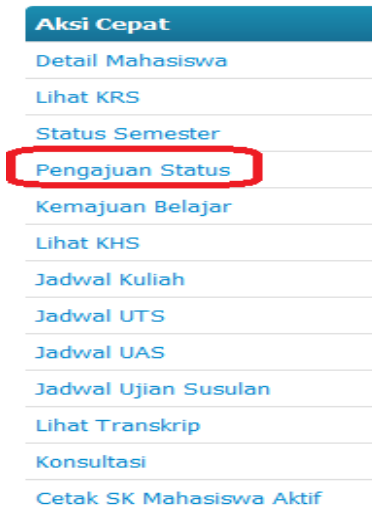 Aksi Cepat
Detail Mahasiswa
Lihat KRS
Status Semester
Pengajuan Status
Kemajuan Belajar
Lihat KHS
Jadwal Kuliah
Jadwal UTS
Jadwal UAS
Jadwal Ujian Susulan
Lihat Transkrip
Konsultasi
Cetak SK Mahasiswa Aktif